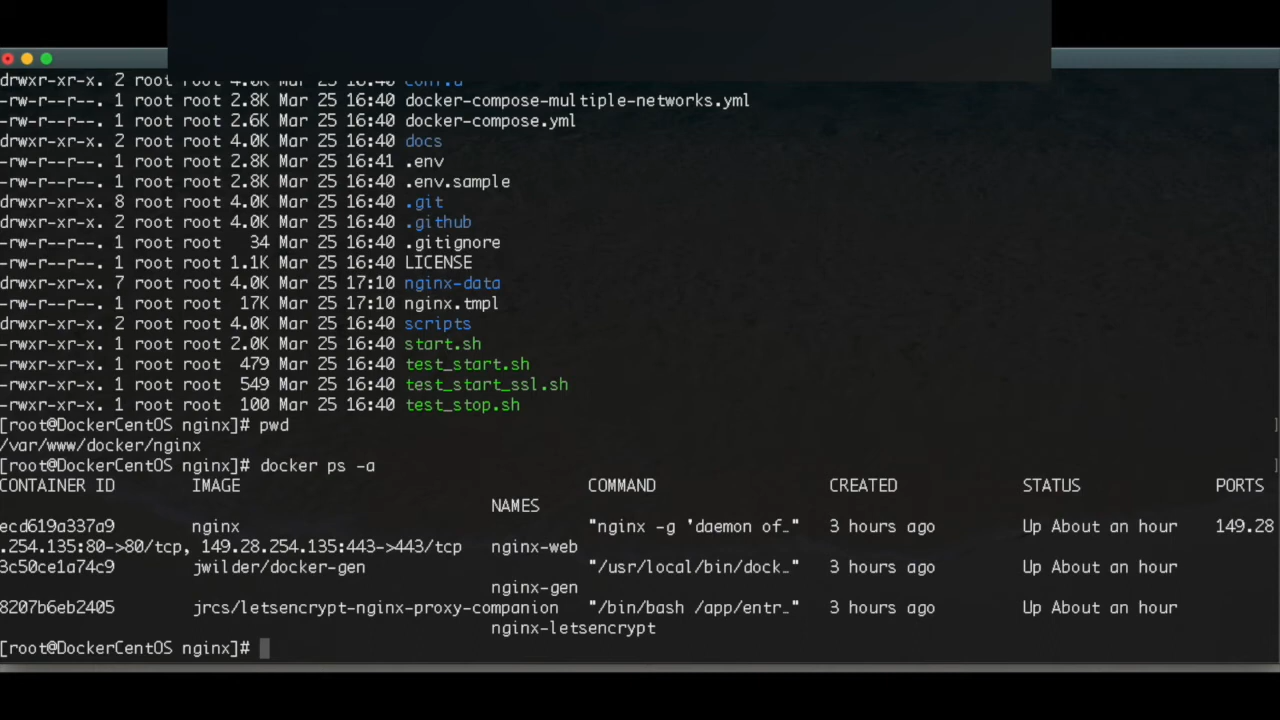 drwxr-xr-x. 2 root root 4.0K Mar 25 16:40 conf.d
-rw-r--r--. 1 root root 2.8K Mar 25 16:40 docker-compose-multiple-networks.yml
-rw-r--r--. 1 root root 2.6K Mar 25 16:40 docker-compose.yml
drwxr-xr-x. 2 root root 4.0K Mar 25 16:40 docs
-rw-r--r--. 1 root root 2.8K Mar 25 16:41 .env
-rw-r--r--. 1 root root 2.8K Mar 25 16:40 .env.sample
drwxr-xr-x. 8 root root 4.0K Mar 25 16:40 .git
drwxr-xr-x. 2 root root 4.0K Mar 25 16:40 .github
-rw-r--r--. 1 root root   34 Mar 25 16:40 .gitignore
-rw-r--r--. 1 root root 1.1K Mar 25 16:40 LICENSE
drwxr-xr-x. 7 root root 4.0K Mar 25 17:10 nginx-data
-rw-r--r--. 1 root root  17K Mar 25 17:10 nginx.tmpl
drwxr-xr-x. 2 root root 4.0K Mar 25 16:40 scripts
-rwxr-xr-x. 1 root root 2.0K Mar 25 16:40 start.sh
-rwxr-xr-x. 1 root root  479 Mar 25 16:40 test_start.sh
-rwxr-xr-x. 1 root root  549 Mar 25 16:40 test_start_ssl.sh
-rwxr-xr-x. 1 root root  100 Mar 25 16:40 test_stop.sh
[root@DockerCentOS nginx]# pwd
/var/www/docker/nginx
[root@DockerCentOS nginx]# docker ps -a
CONTAINER ID        IMAGE                                    COMMAND              CREATED             STATUS              PORTS
NAMES
ecd619a337a9        nginx                                    "nginx -g 'daemon of…"   3 hours ago         Up About an hour    149.28
.254.135:80->80/tcp, 149.28.254.135:443->443/tcp   nginx-web
3c50ce1a74c9        jwilder/docker-gen                       "/usr/local/bin/dock…"   3 hours ago         Up About an hour
nginx-gen
8207b6eb2405        jrcs/letsencrypt-nginx-proxy-companion   "/bin/bash /app/entr…"   3 hours ago         Up About an hour
nginx-letsencrypt
[root@DockerCentOS nginx]#